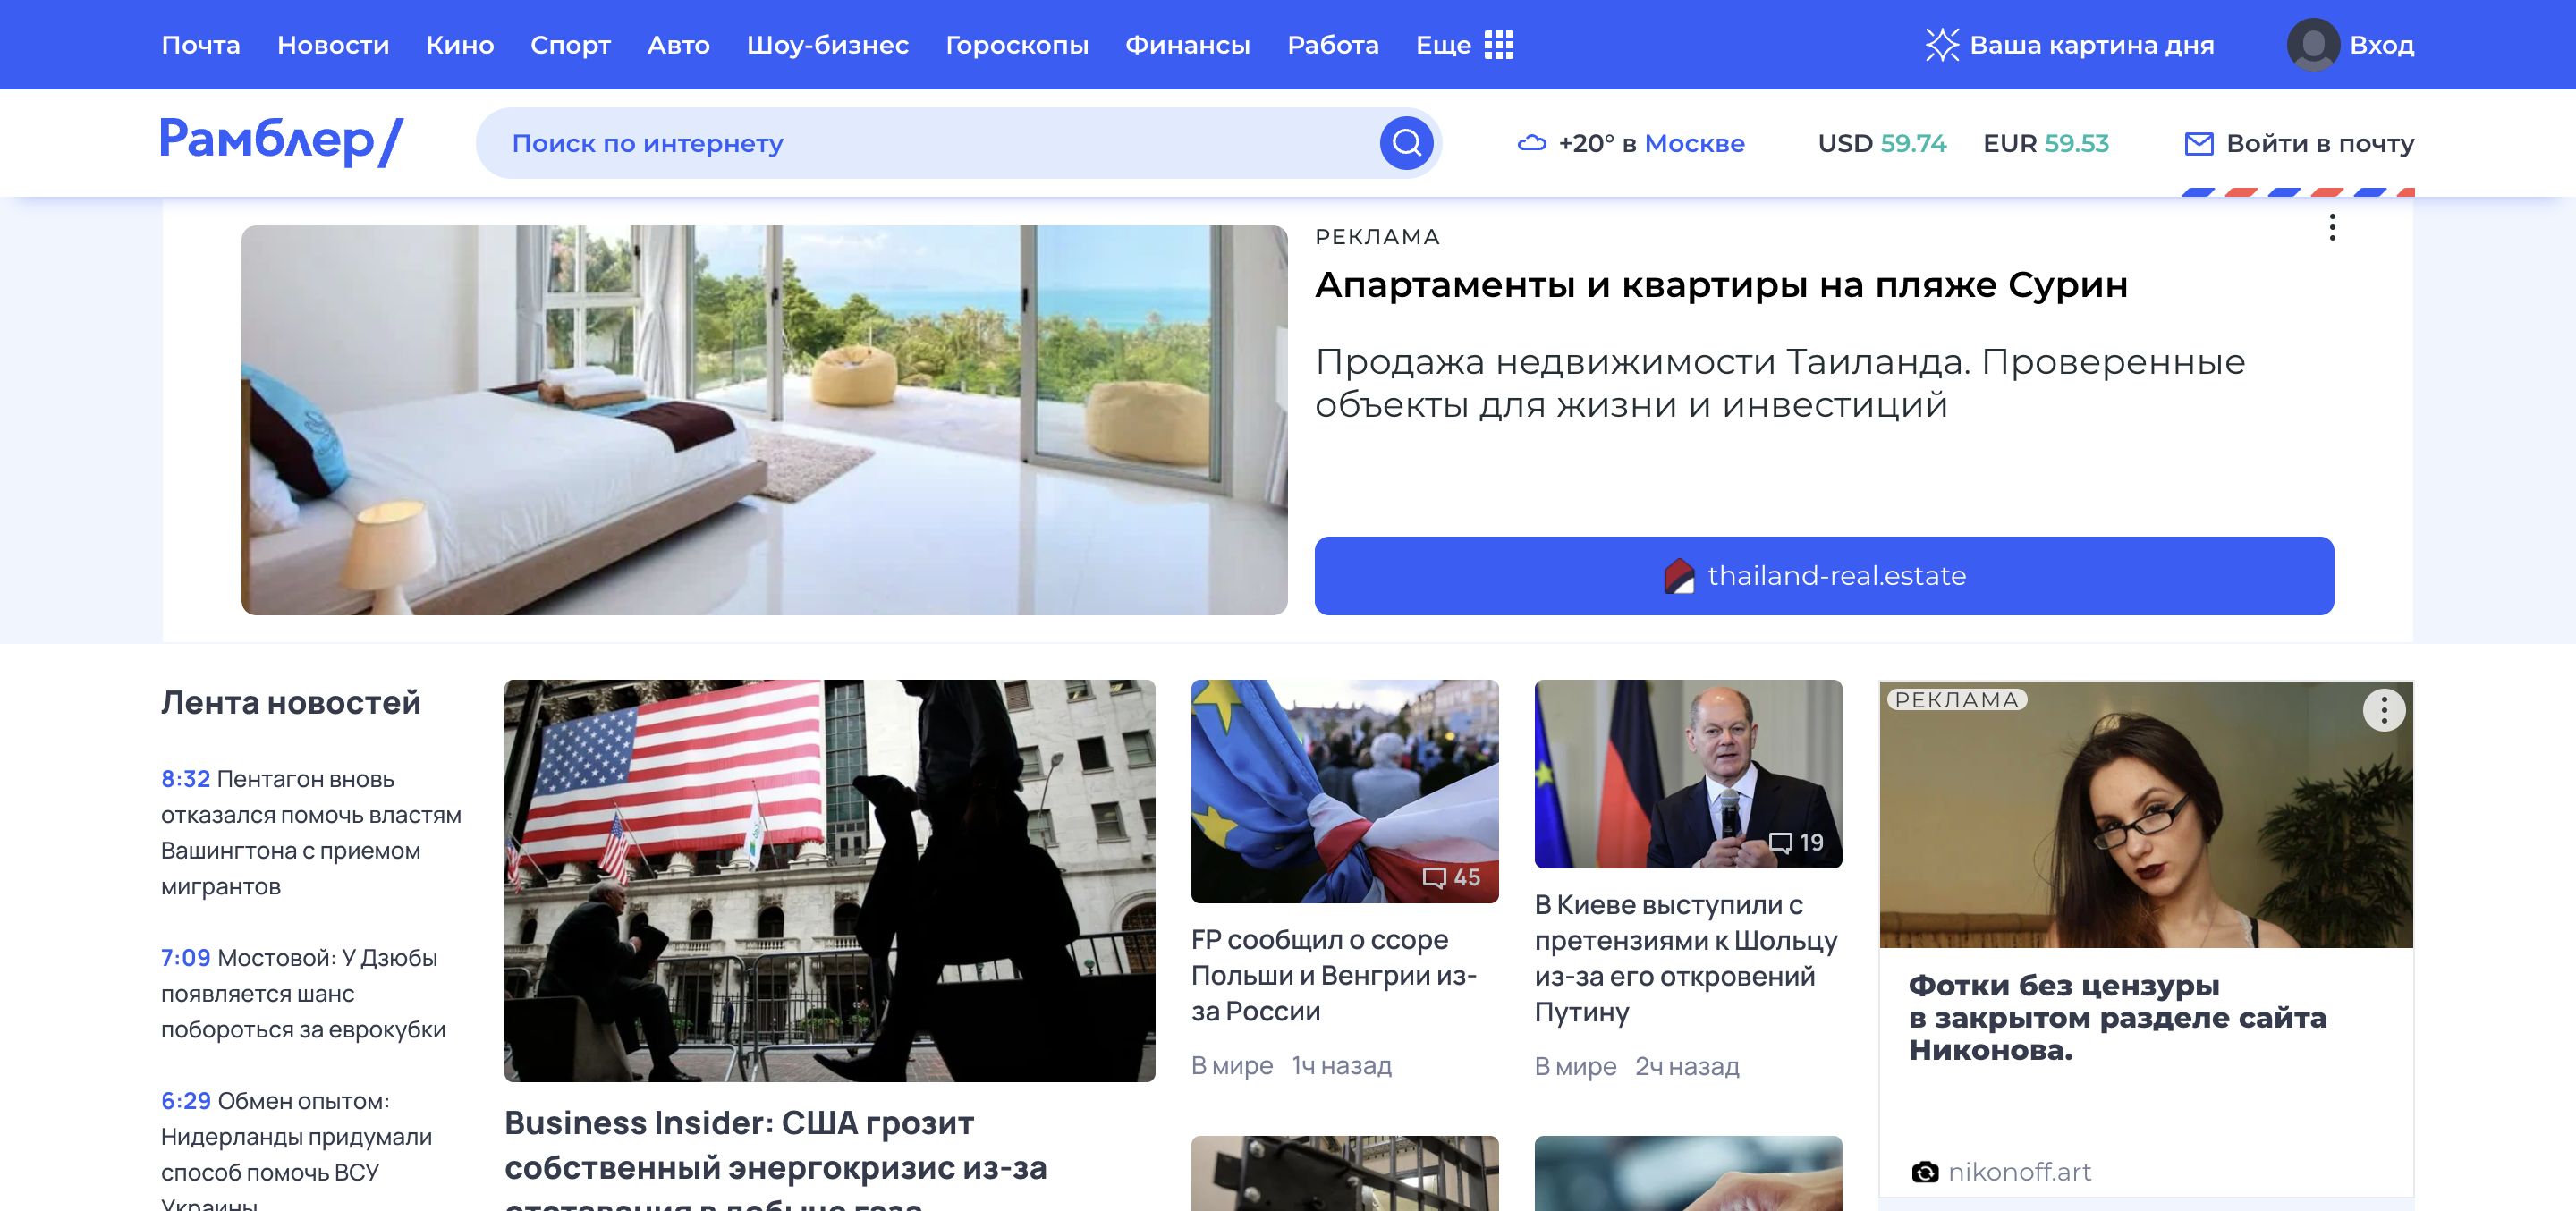 Почта Новости Кино Спорт Авто Шоу-бизнес Гороскопы Финансы Работа Еще Ваша картина дня Вход
Рамблер/ Поиск по интернету +20° в Москве USD 59.74 EUR 59.53 Войти в почту
РЕКЛАМА
Апартаменты и квартиры на пляже Сурин
Продажа недвижимости Таиланда. Проверенные
объекты для жизни и инвестиций
thailand-real.estate
Лента новостей
8:32 Пентагон вновь
отказался помочь властям
Вашингтона с приемом
мигрантов
7:09 Мостовой: У Дзюбы
появляется шанс
побороться за еврокубки
6:29 Обмен опытом:
Нидерланды придумали
способ помочь ВСУ
Украины
Business Insider: США грозит
собственный энергокризис из-за
отставания в добыче газа
45
FP сообщил о ссоре
Польши и Венгрии из-
за России
В мире 1ч назад
19
В Киеве выступили с
претензиями к Шольцу
из-за его откровений
Путину
В мире 2ч назад
РЕКЛАМА
Фотки без цензуры
в закрытом разделе сайта
Никонова.
nikonoff.art